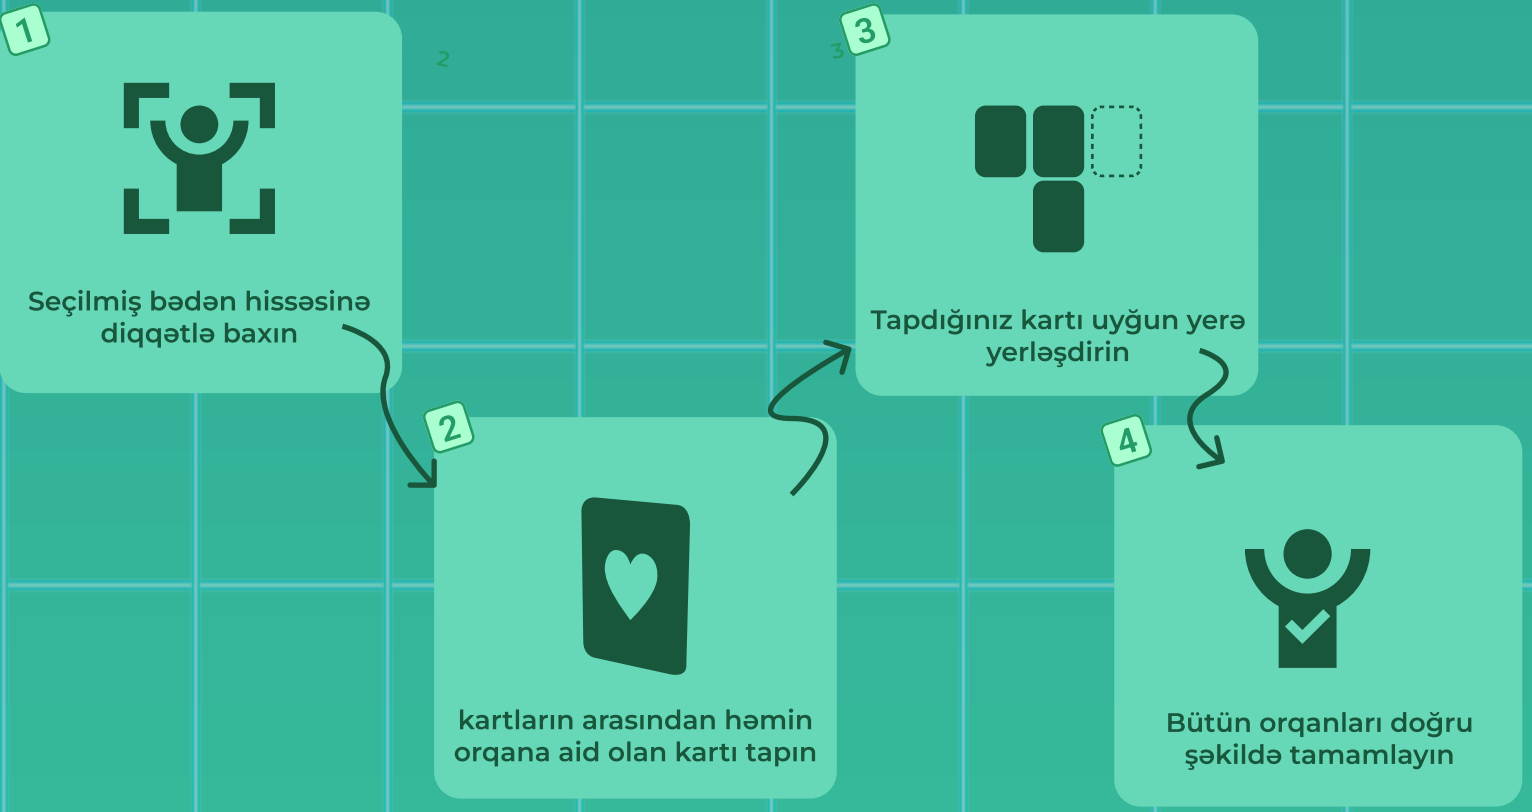 1
Seçilmiş bədən hissəsinə
diqqətlə baxın
2
2
kartların arasından həmin
orqana aid olan kartı tapın
3
3
Tapdığınız kartı uyğun yerə
yerləşdirin
4
Bütün orqanları doğru
şəkildə tamamlayın